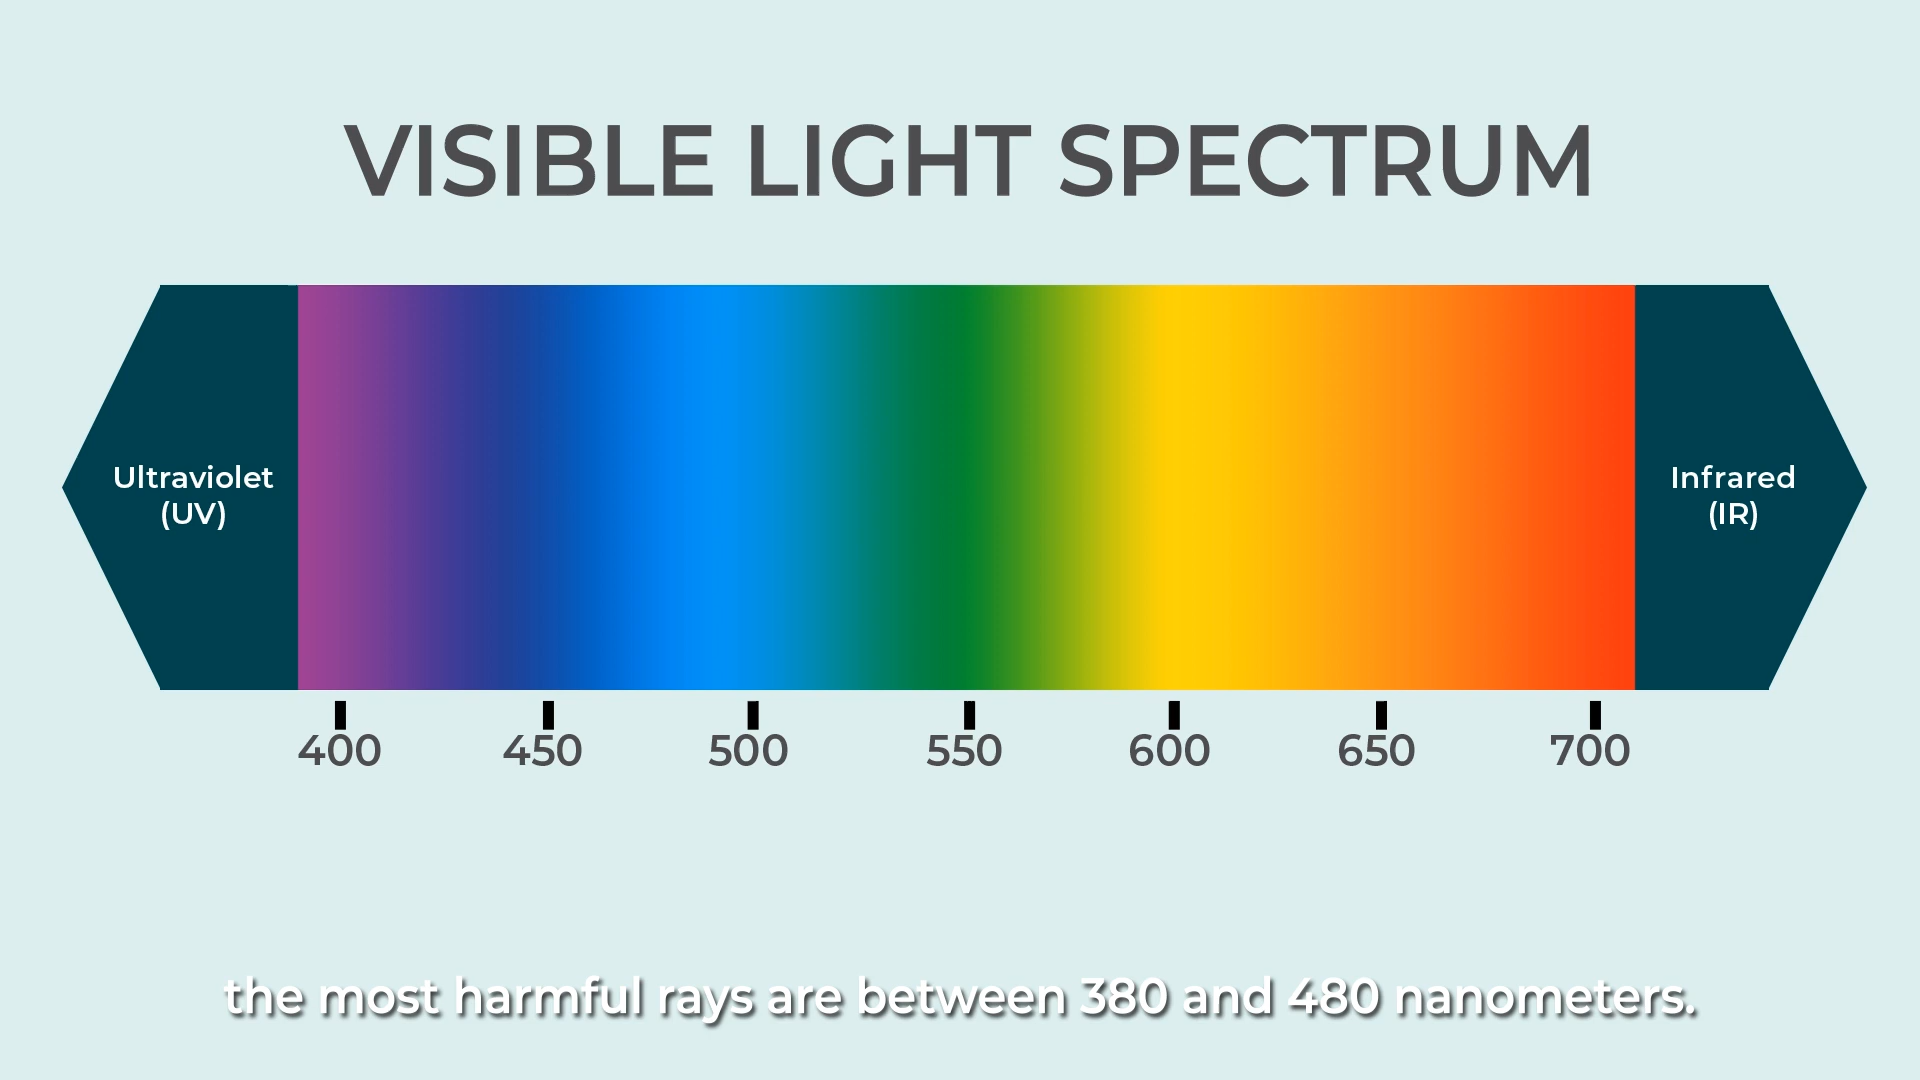 VISIBLE LIGHT SPECTRUM
Ultraviolet
(UV)
Infrared
(IR)
400 450 500 550 600 650 700
the most harmful rays are between 380 and 480 nanometers.